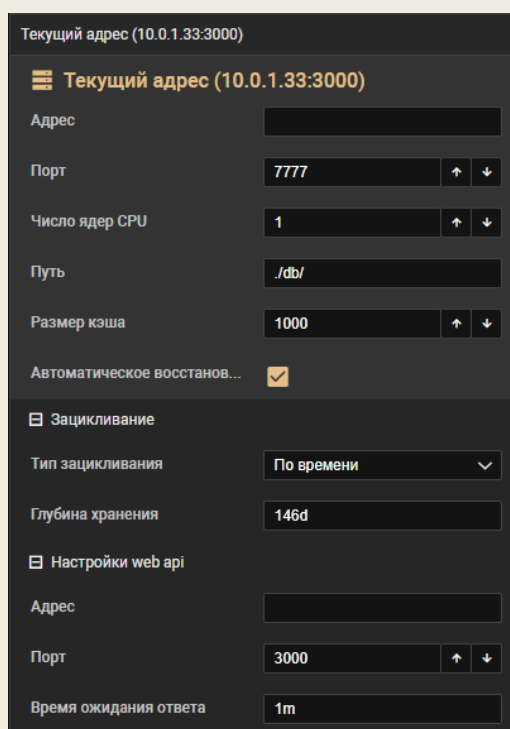 Текущий адрес (10.0.1.33:3000)
Текущий адрес (10.0.1.33:3000)
Адрес
Порт 7777
Число ядер CPU 1
Путь ./db/
Размер кэша 1000
Автоматическое восстанов...
Зацикливание
Тип зацикливания По времени
Глубина хранения 146d
Настройки web api
Адрес
Порт 3000
Время ожидания ответа 1m